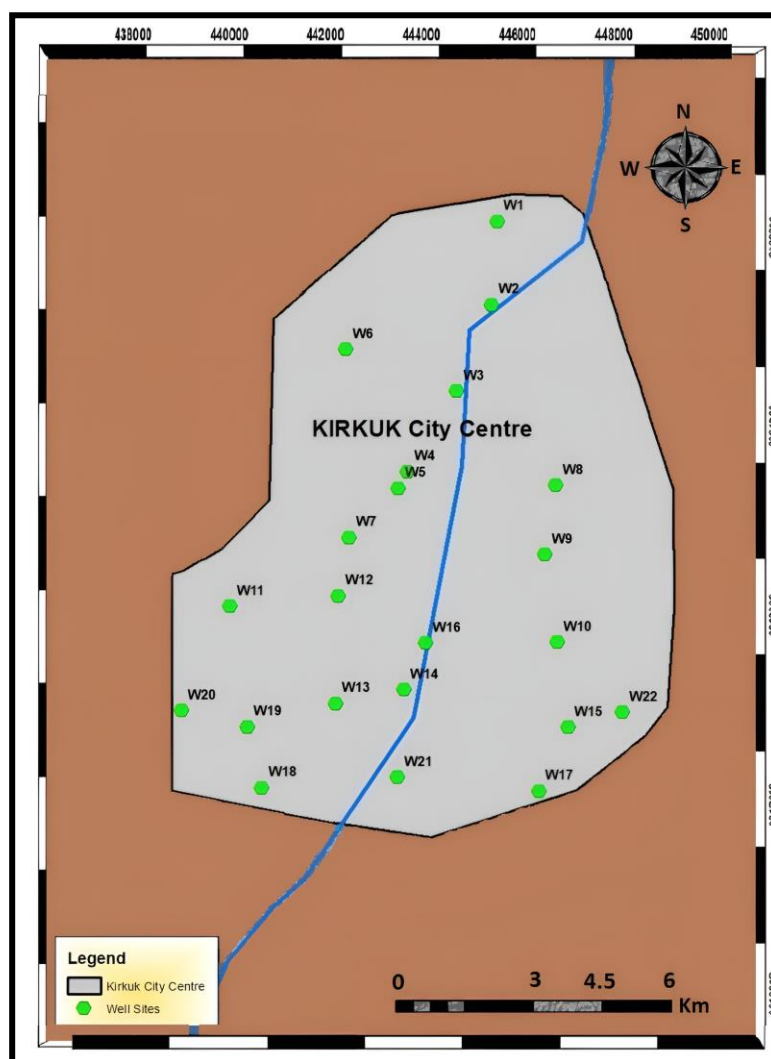 438000 440000 442000 444000 446000 448000 450000
N
W E
S
W1
W2
W6
W3
KIRKUK City Centre
W4
W5
W8
W7
W9
W12
W11
W16
W10
W14
W20
W13
W22
W19
W15
W21
W18
W17
Legend
Kirkuk City Centre
Well Sites
0 3 4.5 6
Km